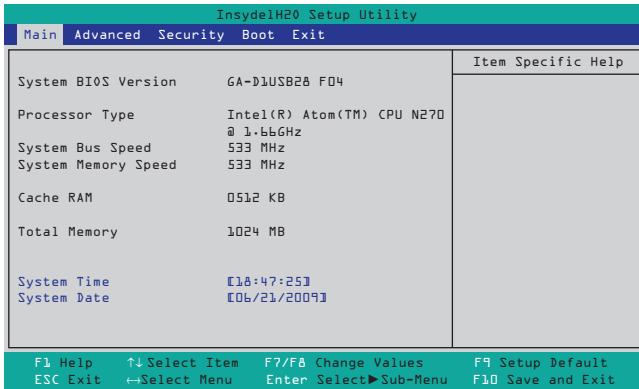 InsydeH20 Setup Utility
Main Advanced Security Boot Exit
Item Specific Help
System BIOS Version GA-D1USB28 F04
Processor Type Intel(R) Atom(TM) CPU N270
@ 1.66GHz
System Bus Speed 533 MHz
System Memory Speed 533 MHz
Cache RAM 0512 KB
Total Memory 1024 MB
System Time [18:47:25]
System Date [06/21/2009]
F1 Help ↑↓ Select Item F7/F8 Change Values F9 Setup Default
ESC Exit ↔Select Menu Enter Select►Sub-Menu F10 Save and Exit